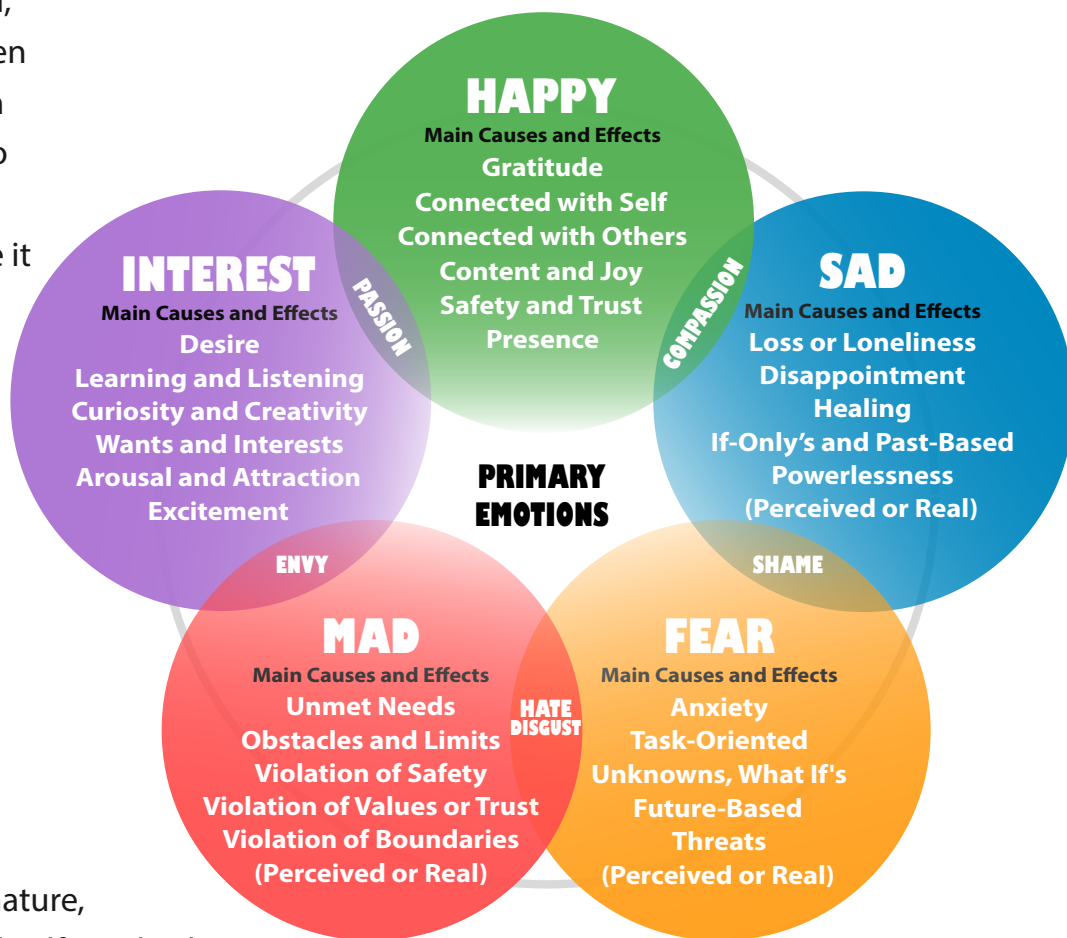 HAPPY
Main Causes and Effects
Gratitude
Connected with Self
Connected with Others
Content and Joy
Safety and Trust
Presence
INTEREST
Main Causes and Effects
Desire
Learning and Listening
Curiosity and Creativity
Wants and Interests
Arousal and Attraction
Excitement
PASSION
COMPASSION
SAD
Main Causes and Effects
Loss or Loneliness
Disappointment
Healing
If-Only’s and Past-Based
Powerlessness
(Perceived or Real)
PRIMARY
EMOTIONS
ENVY
SHAME
MAD
Main Causes and Effects
Unmet Needs
Obstacles and Limits
Violation of Safety
Violation of Values or Trust
Violation of Boundaries
(Perceived or Real)
HATE
DISGUST
FEAR
Main Causes and Effects
Anxiety
Task-Oriented
Unknowns, What If's
Future-Based
Threats
(Perceived or Real)
it